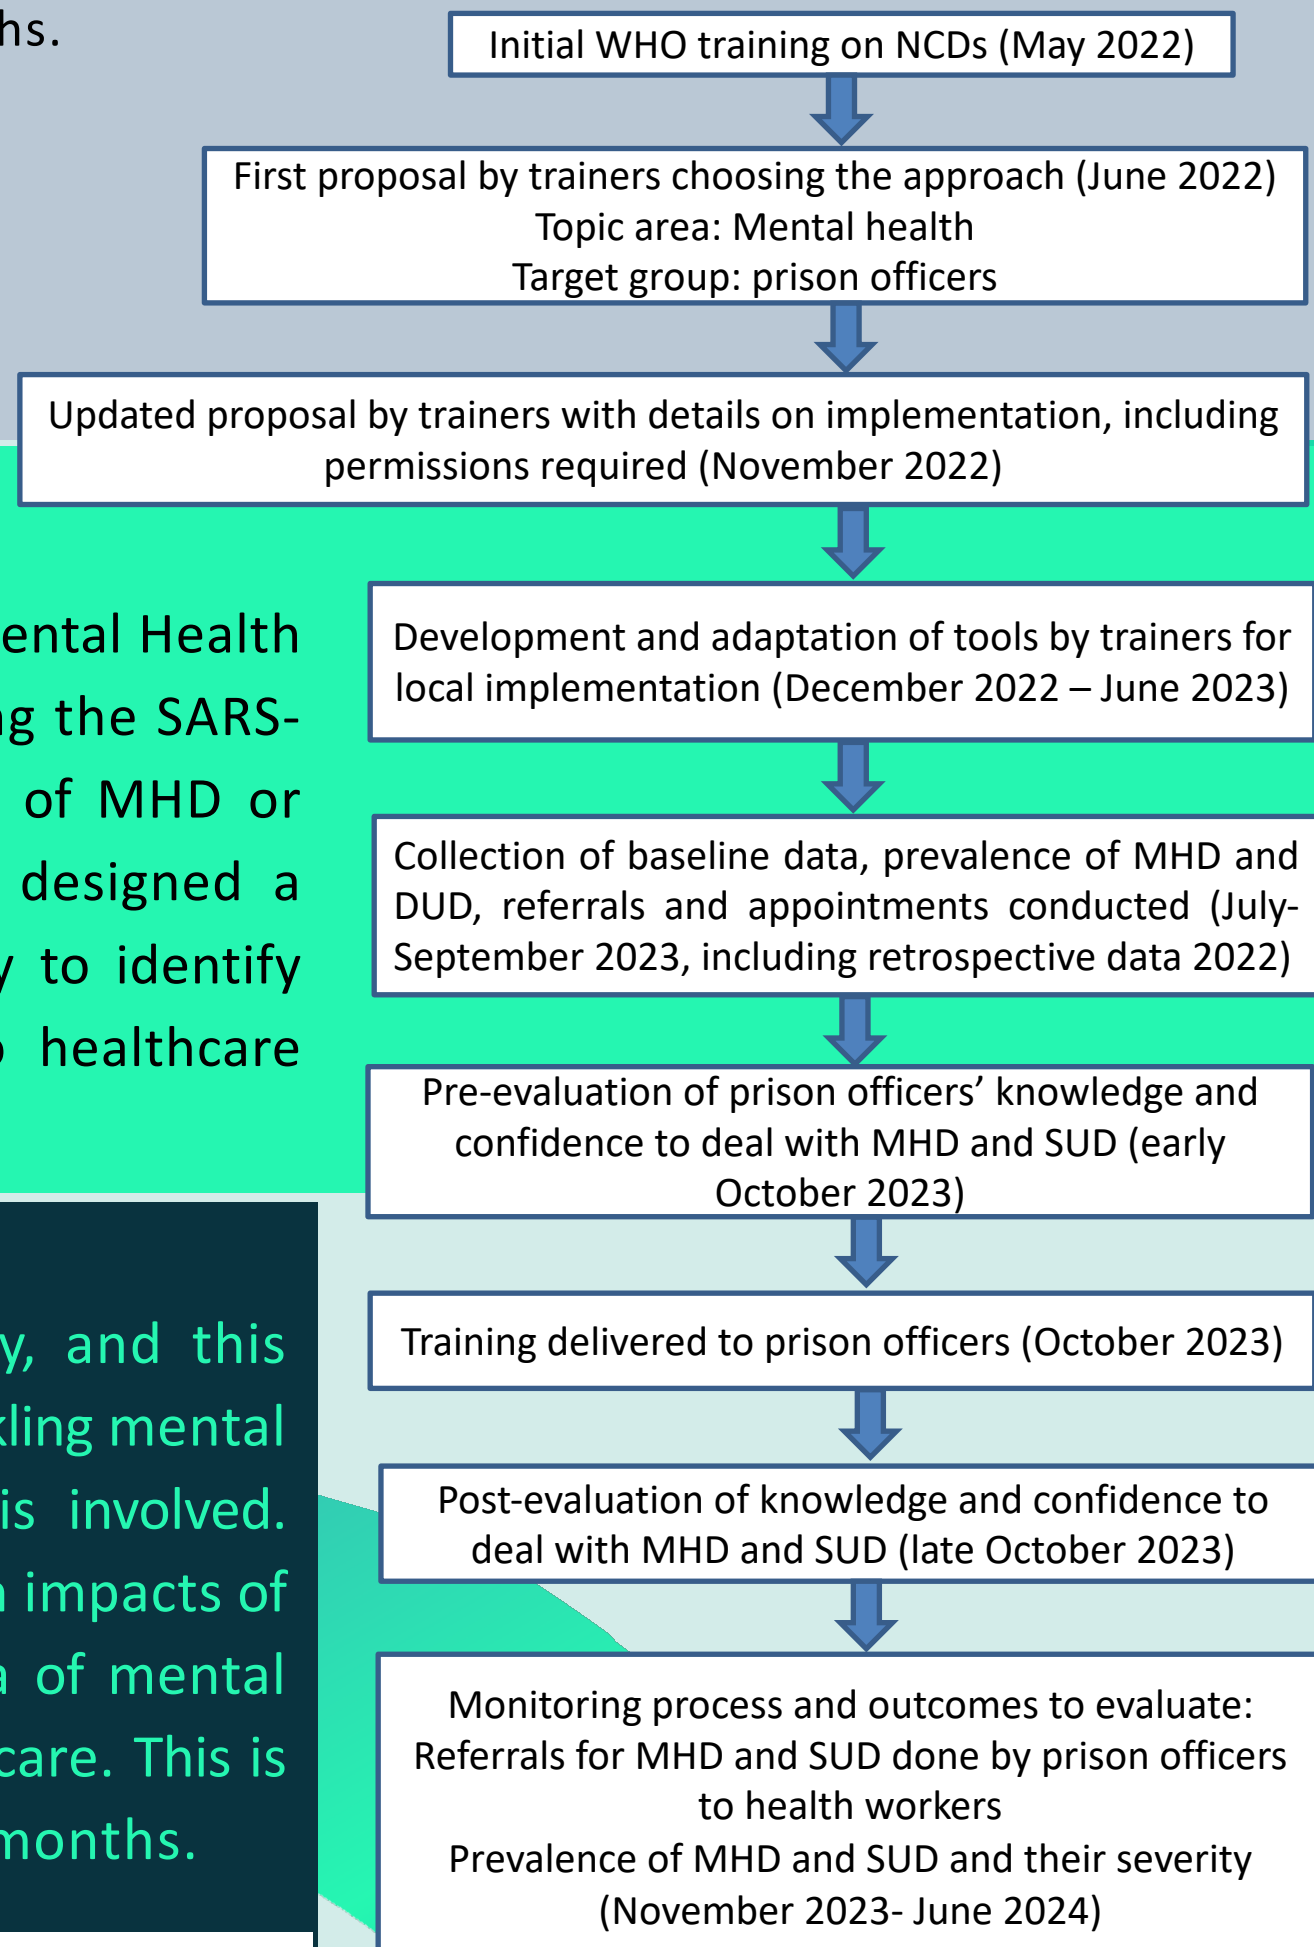 hs.
Initial WHO training on NCDs (May 2022)
First proposal by trainers choosing the approach (June 2022)
Topic area: Mental health
Target group: prison officers
Updated proposal by trainers with details on implementation, including
permissions required (November 2022)
ental Health
ng the SARS-
of MHD or
designed a
y to identify
o healthcare
Development and adaptation of tools by trainers for
local implementation (December 2022 – June 2023)
Collection of baseline data, prevalence of MHD and
DUD, referrals and appointments conducted (July-
September 2023, including retrospective data 2022)
Pre-evaluation of prison officers’ knowledge and
confidence to deal with MHD and SUD (early
October 2023)
y, and this
kling mental
is involved.
n impacts of
a of mental
care. This is
months.
Training delivered to prison officers (October 2023)
Post-evaluation of knowledge and confidence to
deal with MHD and SUD (late October 2023)
Monitoring process and outcomes to evaluate:
Referrals for MHD and SUD done by prison officers
to health workers
Prevalence of MHD and SUD and their severity
(November 2023- June 2024)